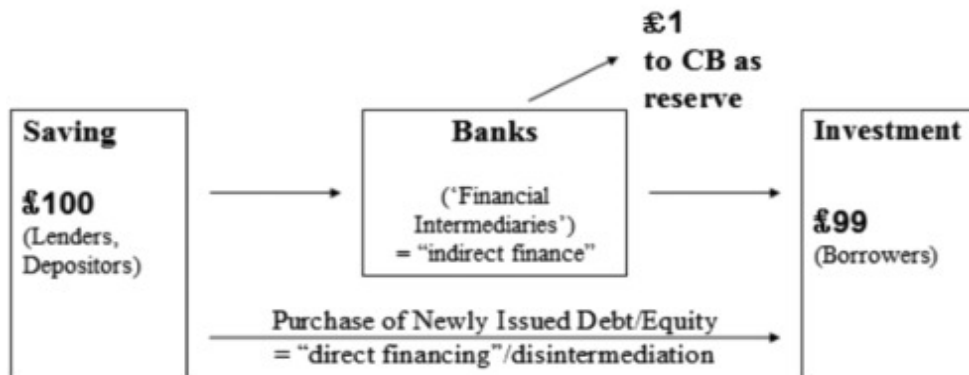 £1
to CB as
reserve
Saving
£100
(Lenders,
Depositors)
Banks
(‘Financial
Intermediaries’)
= “indirect finance”
Investment
£99
(Borrowers)
Purchase of Newly Issued Debt/Equity
= “direct financing”/disintermediation